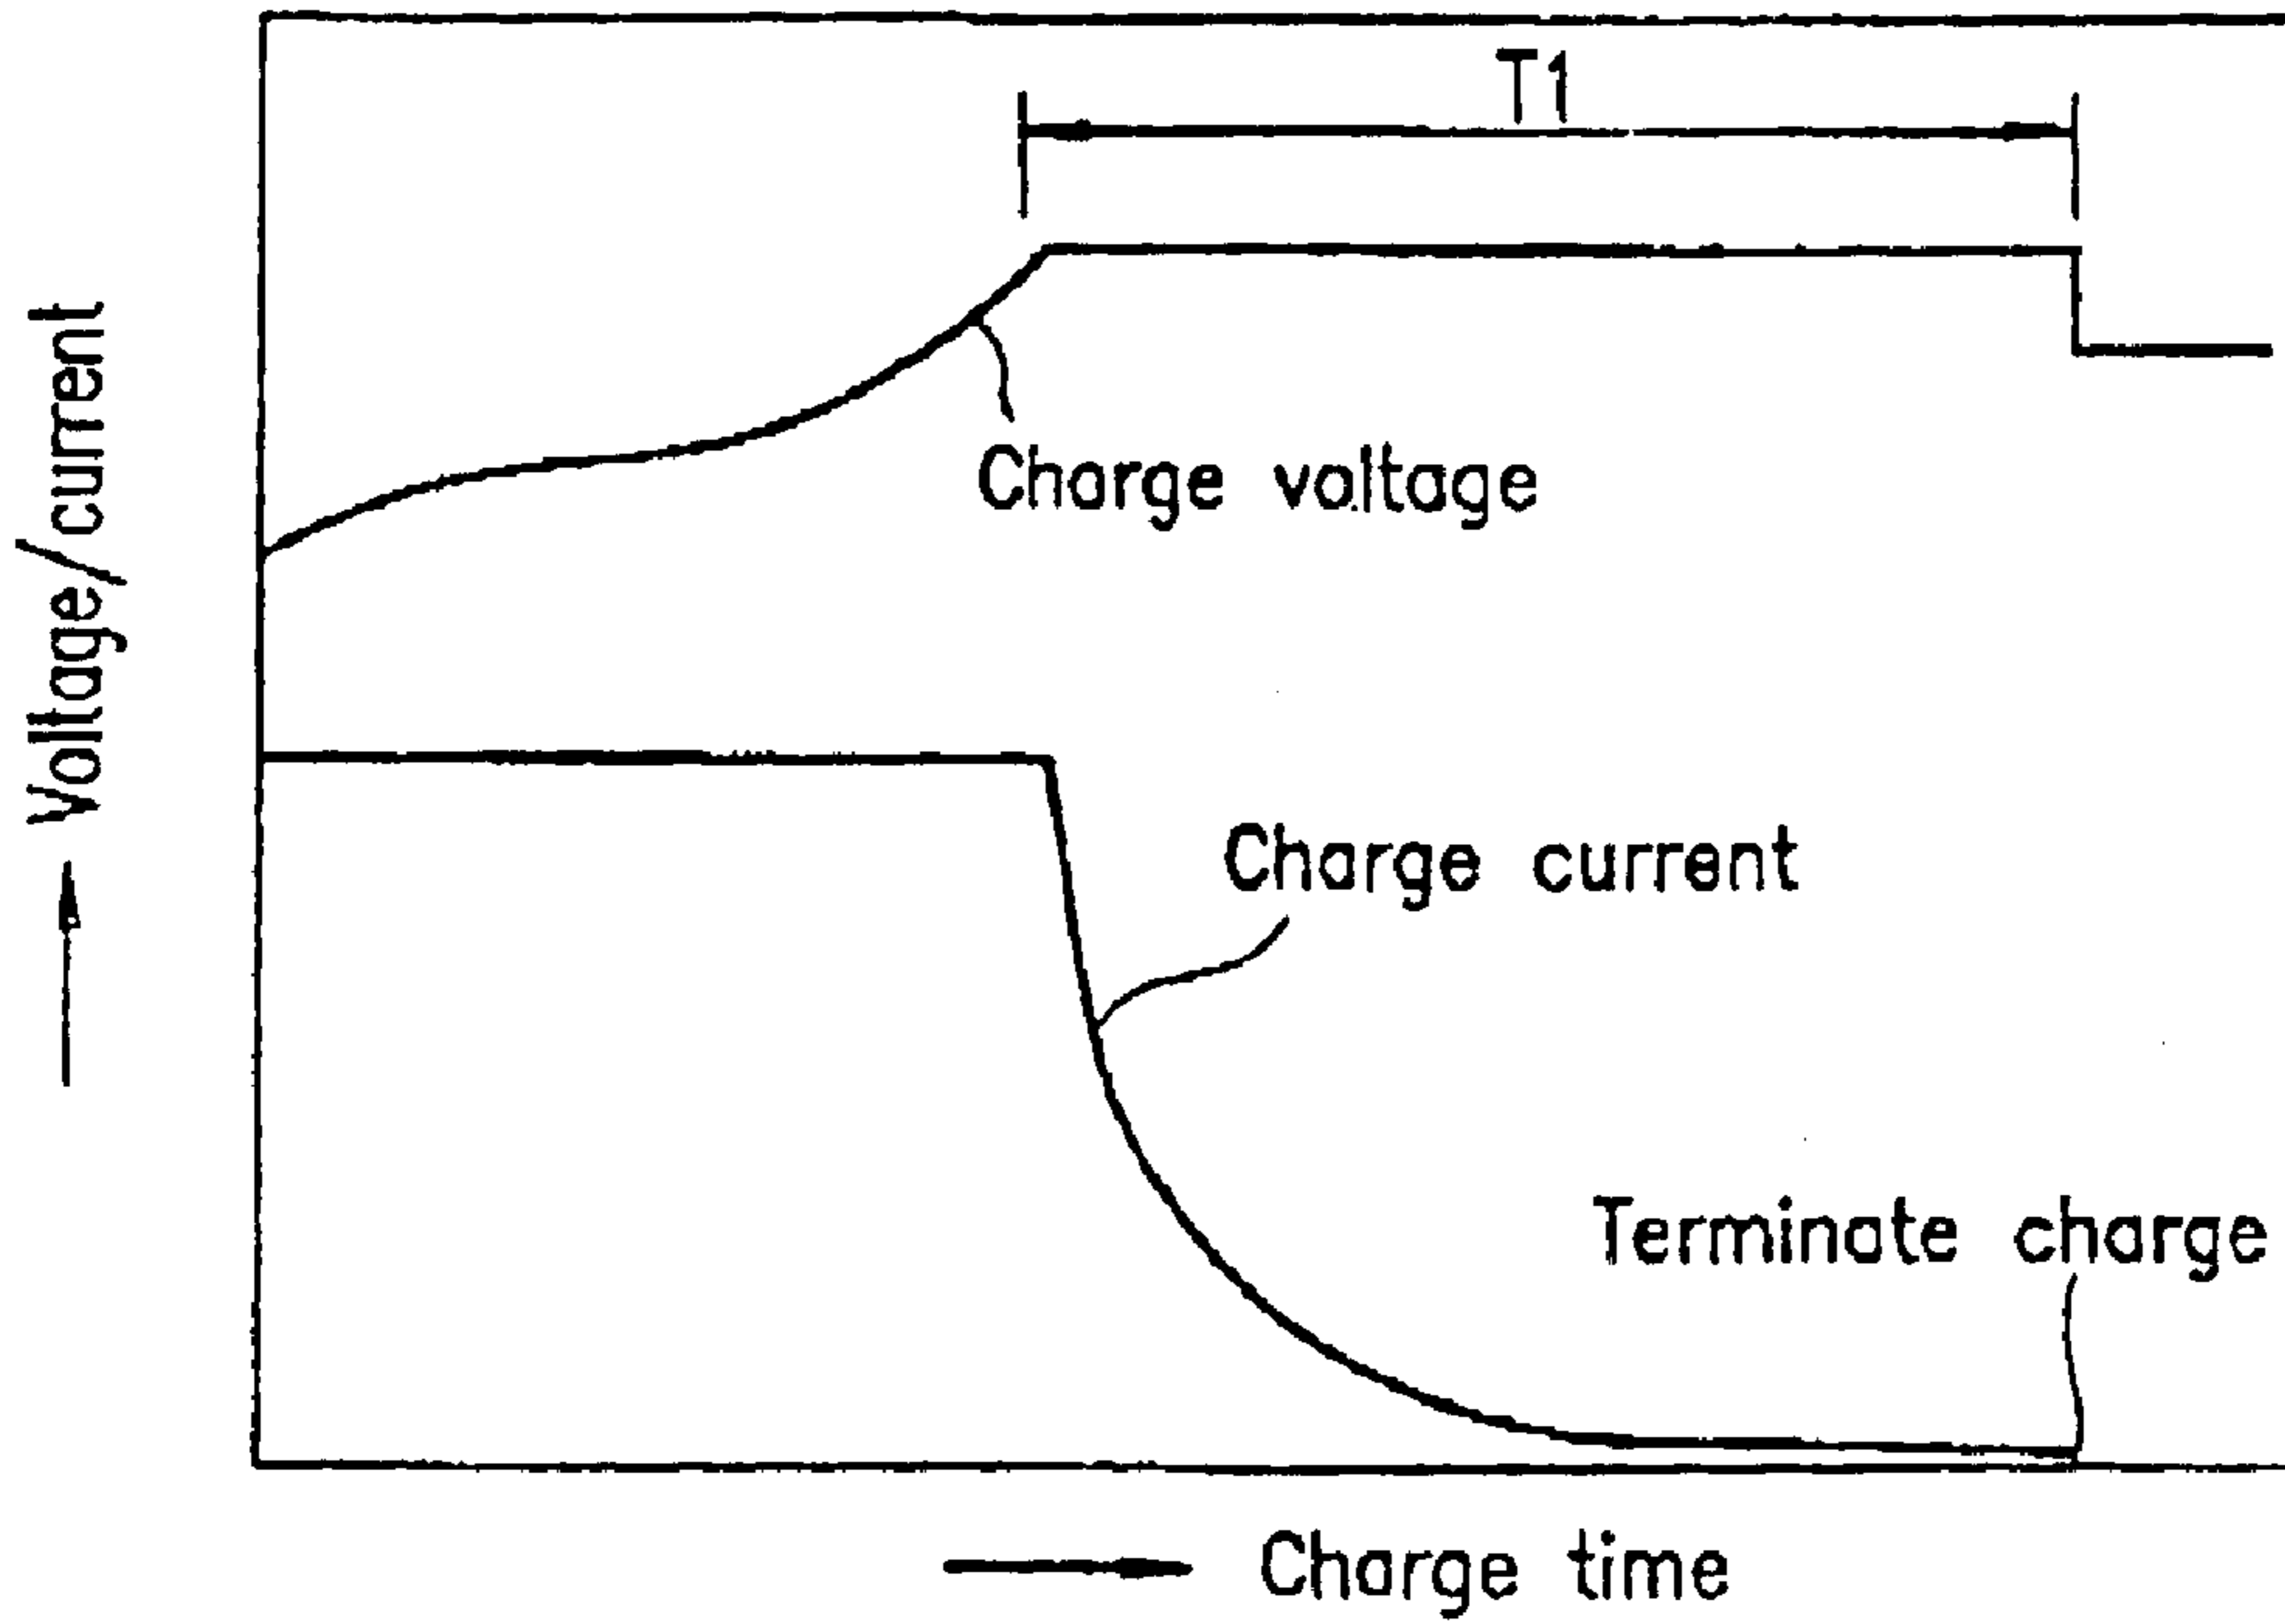 T1
Voltage/current
Charge voltage
Charge current
Terminate charge
Charge time